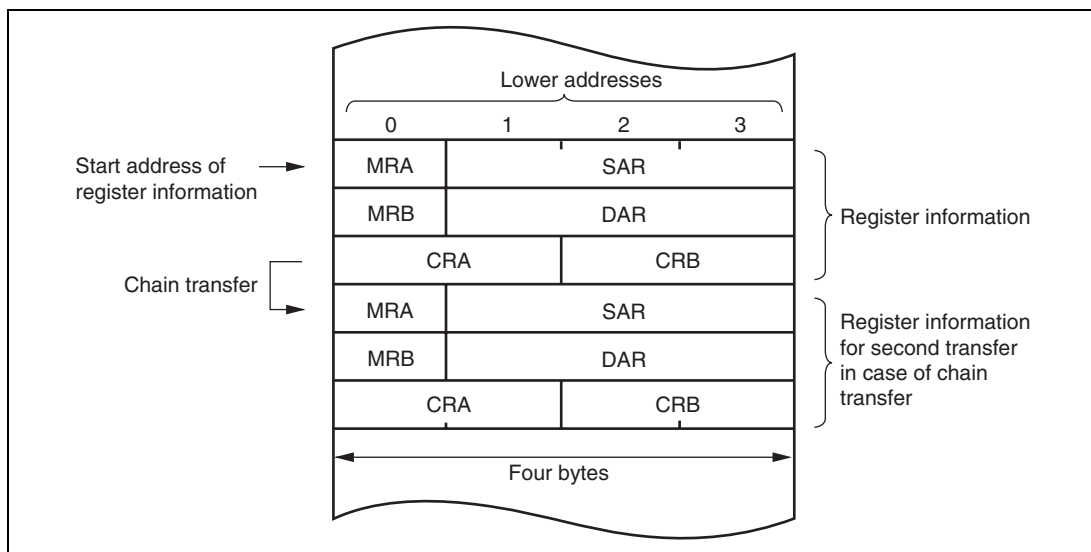 Lower addresses
0 1 2 3
Start address of
register information
MRA SAR
MRB DAR
CRA CRB
Register information
Chain transfer
MRA SAR
MRB DAR
CRA CRB
Register information
for second transfer
in case of chain
transfer
Four bytes